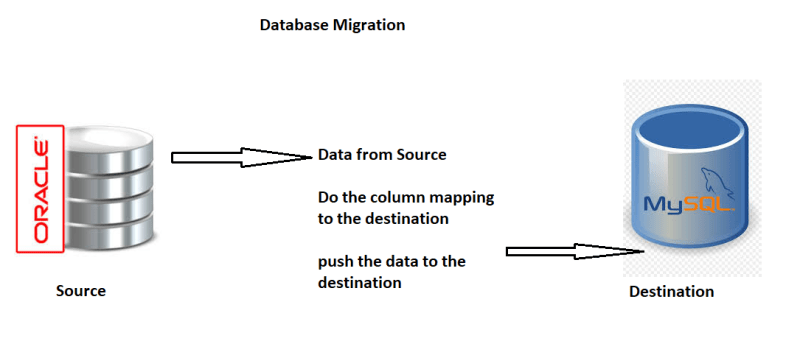 Database Migration
ORACLE
Data from Source
Do the column mapping
to the destination
push the data to the
destination
MySQL
Source
Destination